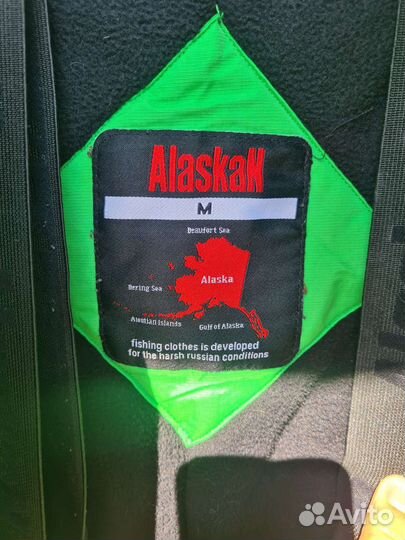 AlaskaN
M
Beaufort Sea
Bering Sea
Alaska
Aleutian Islands
Gulf of Alaska
fishing clothes is developed
for the harsh russian conditions
Avito